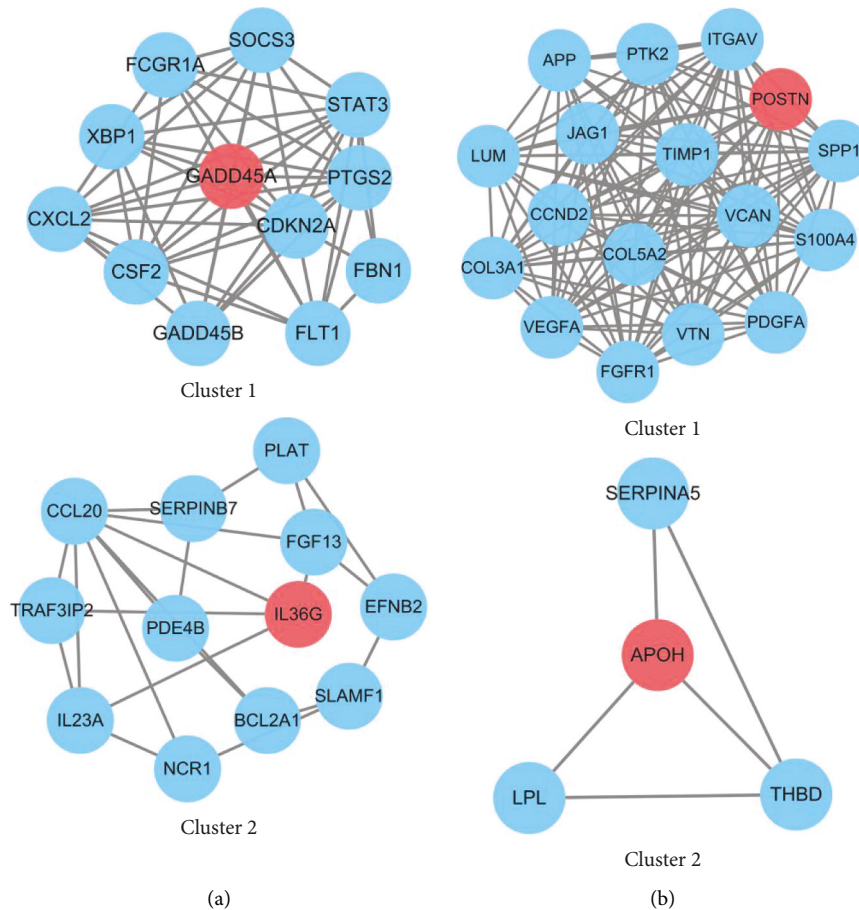 SOCS3
FCGR1A
STAT3
XBP1
GADD45A
PTGS2
CXCL2
CDKN2A
CSF2
FBN1
GADD45B
FLT1
Cluster 1
PLAT
CCL20
SERPINB7
FGF13
TRAF3IP2
PDE4B
IL36G
EFNB2
IL23A
BCL2A1
SLAMF1
NCR1
Cluster 2
(a)
ITGAV
PTK2
APP
POSTN
JAG1
LUM
TIMP1
SPP1
CCND2
VCAN
S100A4
COL3A1
COL5A2
VEGFA
VTN
PDGFA
FGFR1
Cluster 1
SERPINA5
APOH
LPL
THBD
Cluster 2
(b)